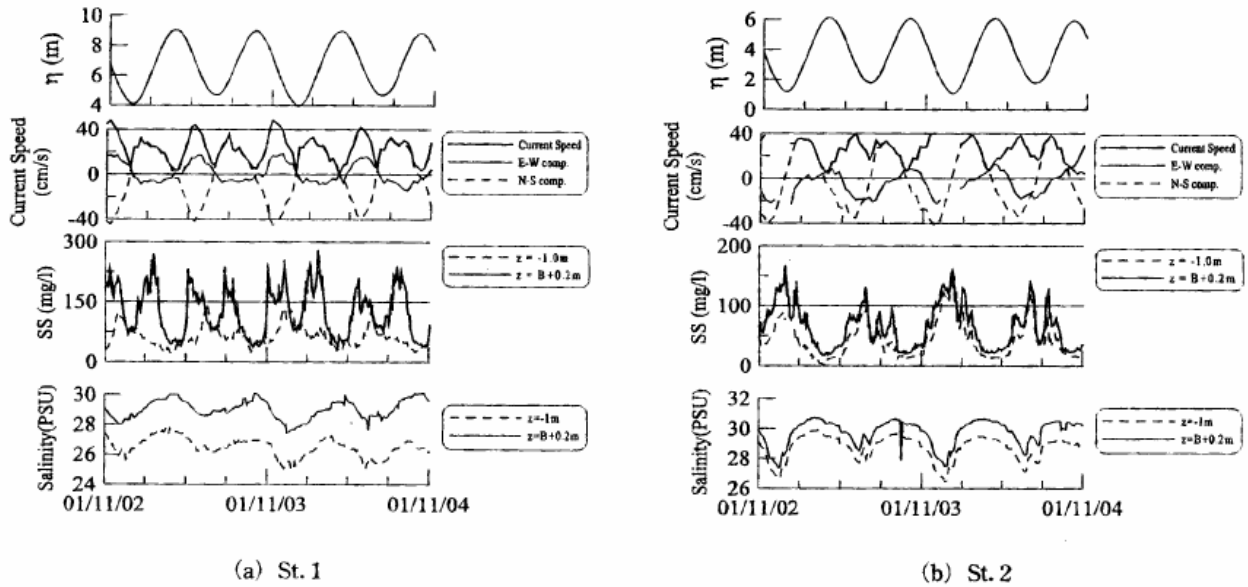 10
8
6
4
η (m)
40
0
-40
Current Speed
(cm/s)
Current Speed
E-W comp.
N-S comp.
300
150
0
SS (mg/l)
z = -1.0m
z = B+0.2m
30
28
26
24
Salinity(PSU)
z=-1m
z=B+0.2m
01/11/02 01/11/03 01/11/04
(a) St. 1
6
4
2
0
η (m)
40
0
-40
Current Speed
(cm/s)
Current Speed
E-W comp.
N-S comp.
200
100
0
SS (mg/l)
z = -1.0m
z = B+0.2m
32
30
28
26
Salinity(PSU)
z=-1m
z=B+0.2m
01/11/02 01/11/03 01/11/04
(b) St. 2